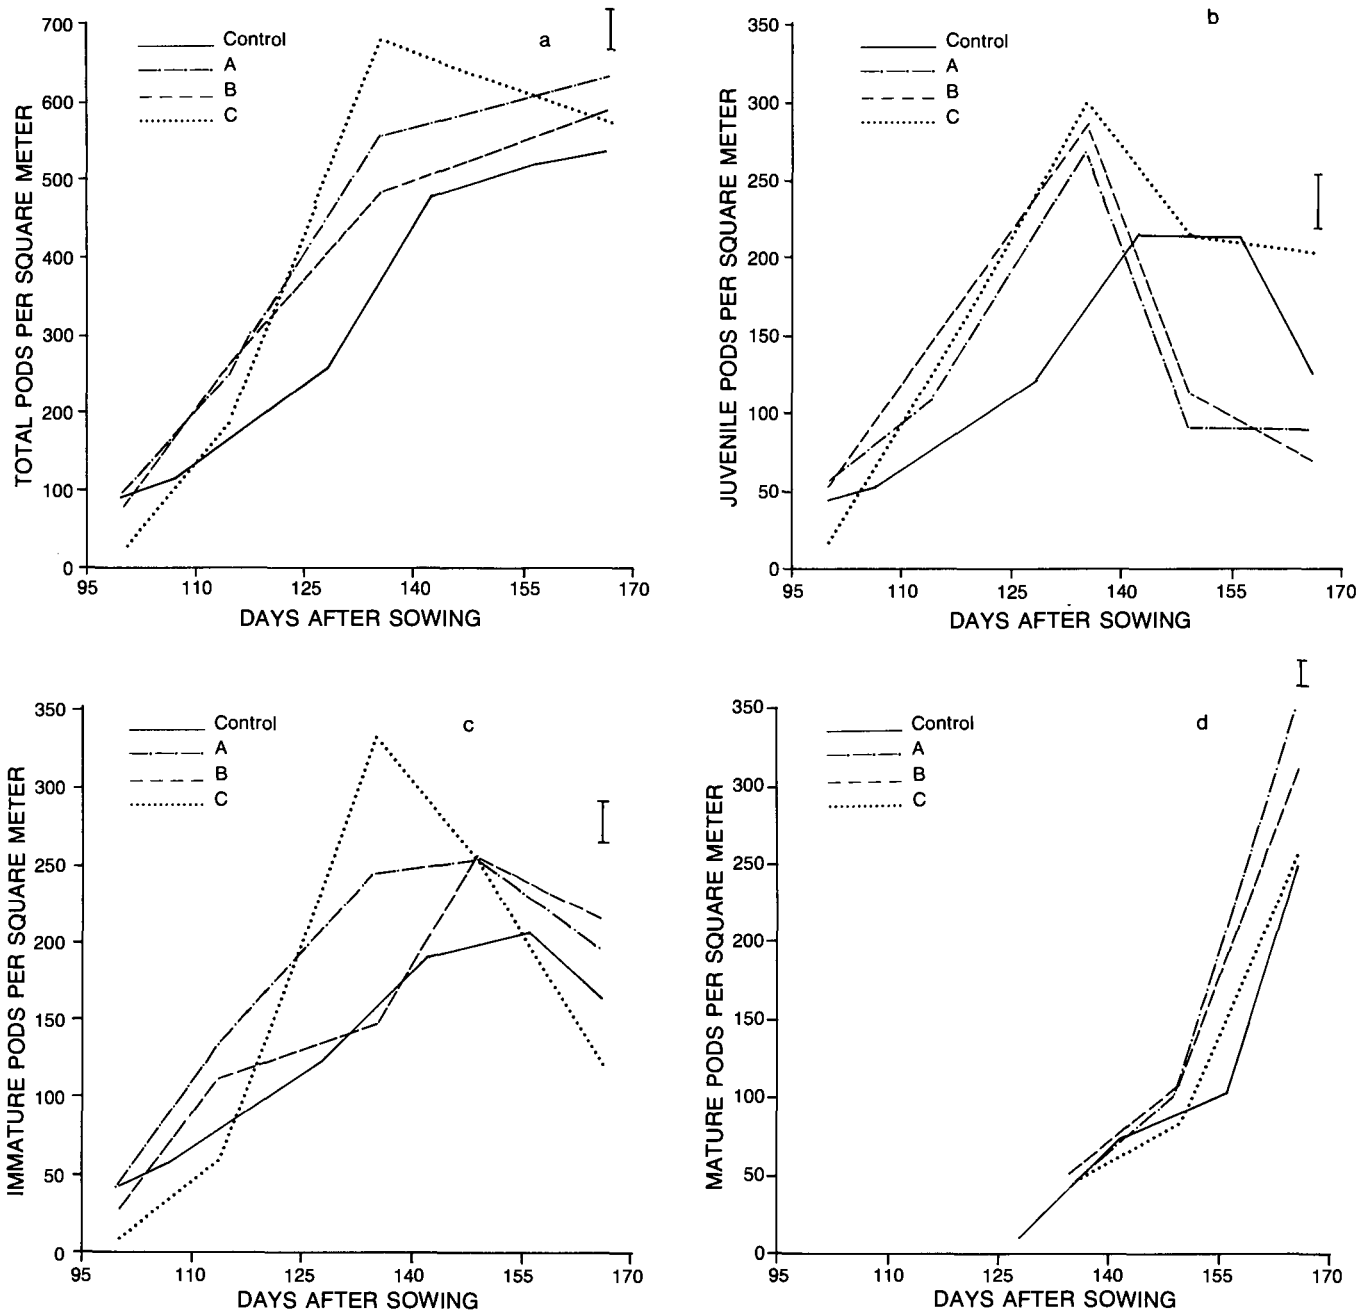 a
Control
A
B
C
TOTAL PODS PER SQUARE METER
700
600
500
400
300
200
100
0
95 110 125 140 155 170
DAYS AFTER SOWING
b
Control
A
B
C
JUVENILE PODS PER SQUARE METER
350
300
250
200
150
100
50
0
95 110 125 140 155 170
DAYS AFTER SOWING
c
Control
A
B
C
IMMATURE PODS PER SQUARE METER
350
300
250
200
150
100
50
0
95 110 125 140 155 170
DAYS AFTER SOWING
d
Control
A
B
C
MATURE PODS PER SQUARE METER
350
300
250
200
150
100
50
0
95 110 125 140 155 170
DAYS AFTER SOWING